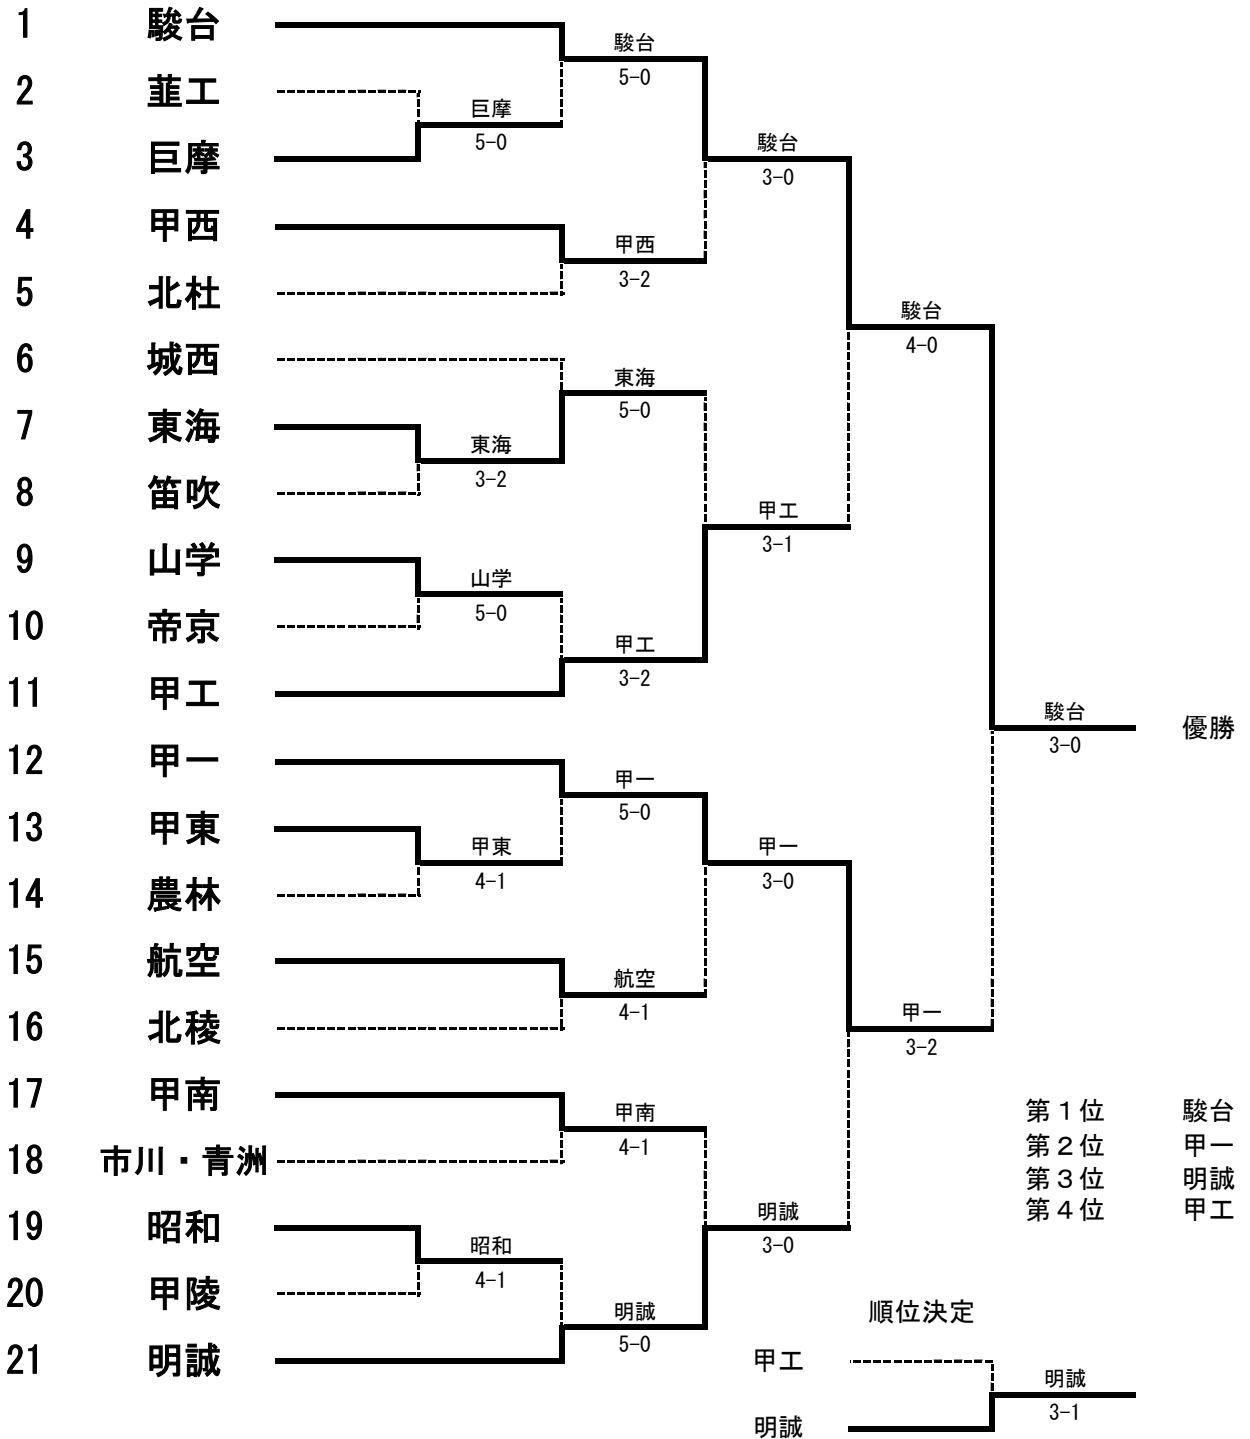 1 駿台
駿台
5-0
2 韮工
巨摩
5-0
3 巨摩
駿台
3-0
4 甲西
甲西
3-2
5 北杜
駿台
4-0
6 城西
東海
5-0
7 東海
東海
3-2
8 笛吹
甲工
3-1
9 山学
山学
5-0
10 帝京
甲工
3-2
11 甲工
駿台
3-0
優勝
12 甲一
甲一
5-0
13 甲東
甲東
4-1
甲一
3-0
14 農林
15 航空
航空
4-1
16 北稜
甲一
3-2
17 甲南
甲南
4-1
18 市川・青洲
第1位 駿台
第2位 甲一
第3位 明誠
第4位 甲工
19 昭和
明誠
3-0
昭和
4-1
20 甲陵
明誠
5-0
21 明誠
順位決定
甲工
明誠
3-1
明誠